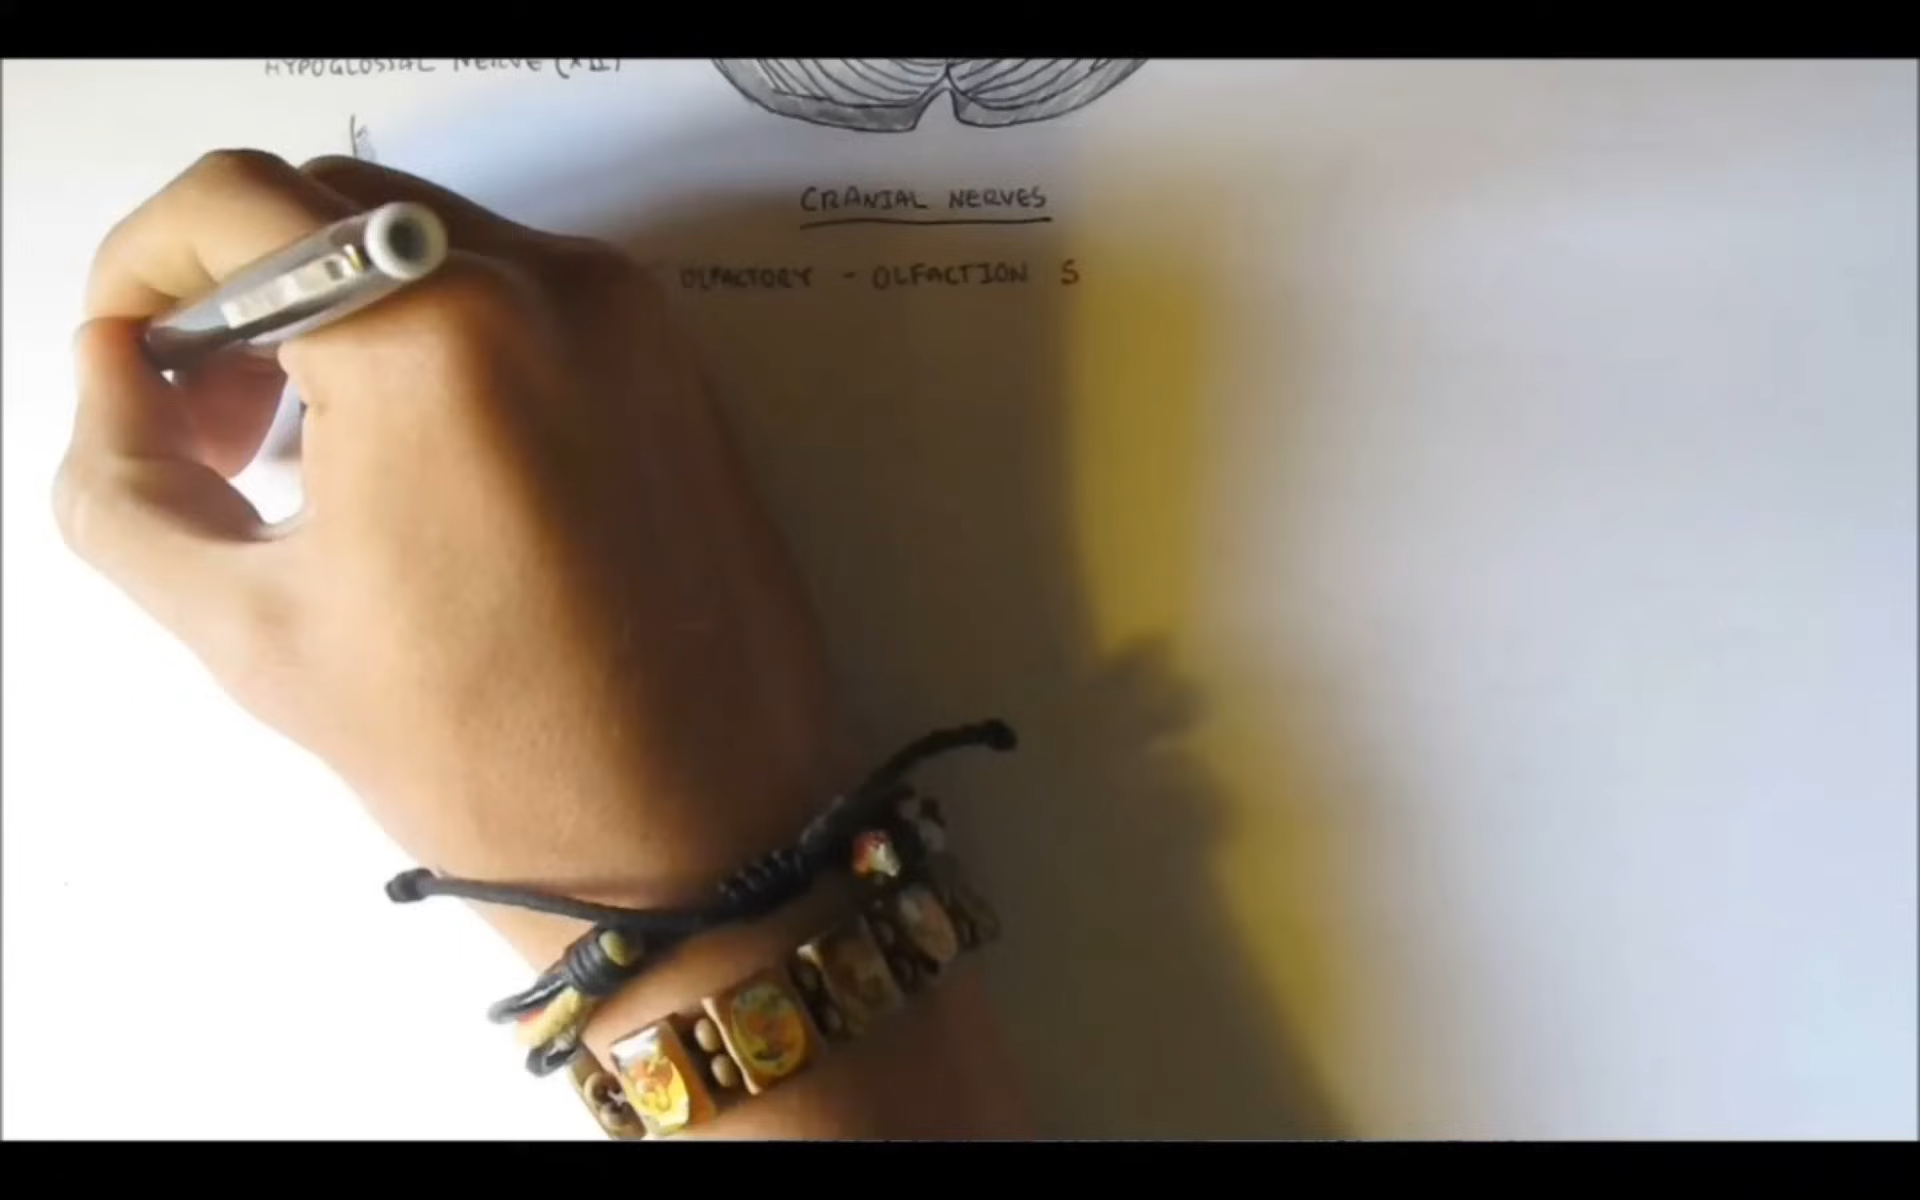 HYPOGLOSSAL NERVE (XII)
CRANIAL NERVES
OLFACTORY - OLFACTION S